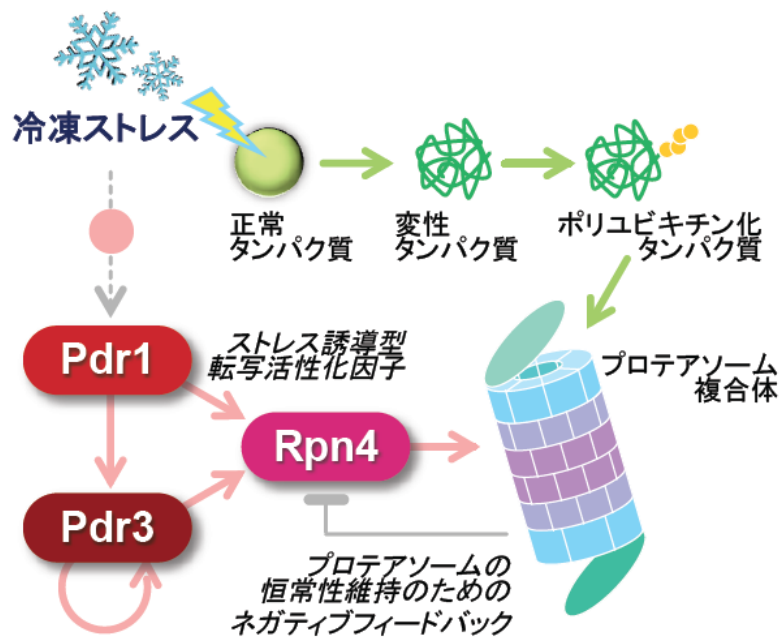 冷凍ストレス
正常
タンパク質
変性
タンパク質
ポリユビキチン化
タンパク質
Pdr1
ストレス誘導型
転写活性化因子
プロテアソーム
複合体
Rpn4
Pdr3
プロテアソームの
恒常性維持のための
ネガティブフィードバック